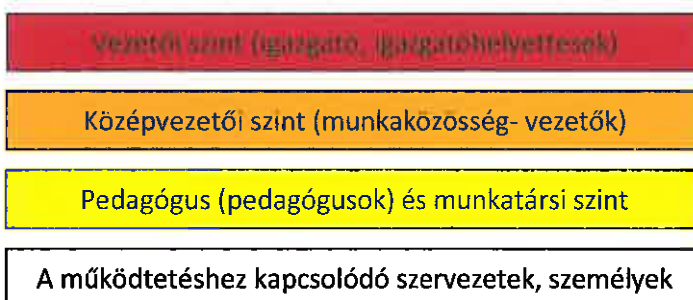 Vezetői szint (igazgató, igazgatóhelyettesek)
Középvezetői szint (munkaközösség- vezetők)
Pedagógus (pedagógusok) és munkatársi szint
A működtetéshez kapcsolódó szervezetek, személyek